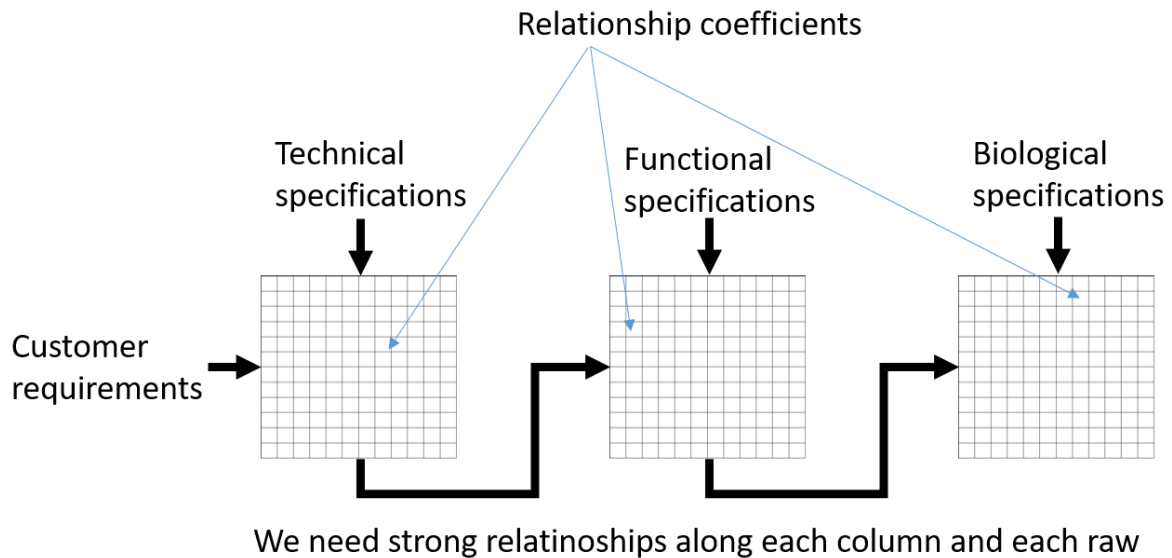 Relationship coefficients
Technical
specifications
Functional
specifications
Biological
specifications
Customer
requirements
We need strong relatinoships along each column and each raw